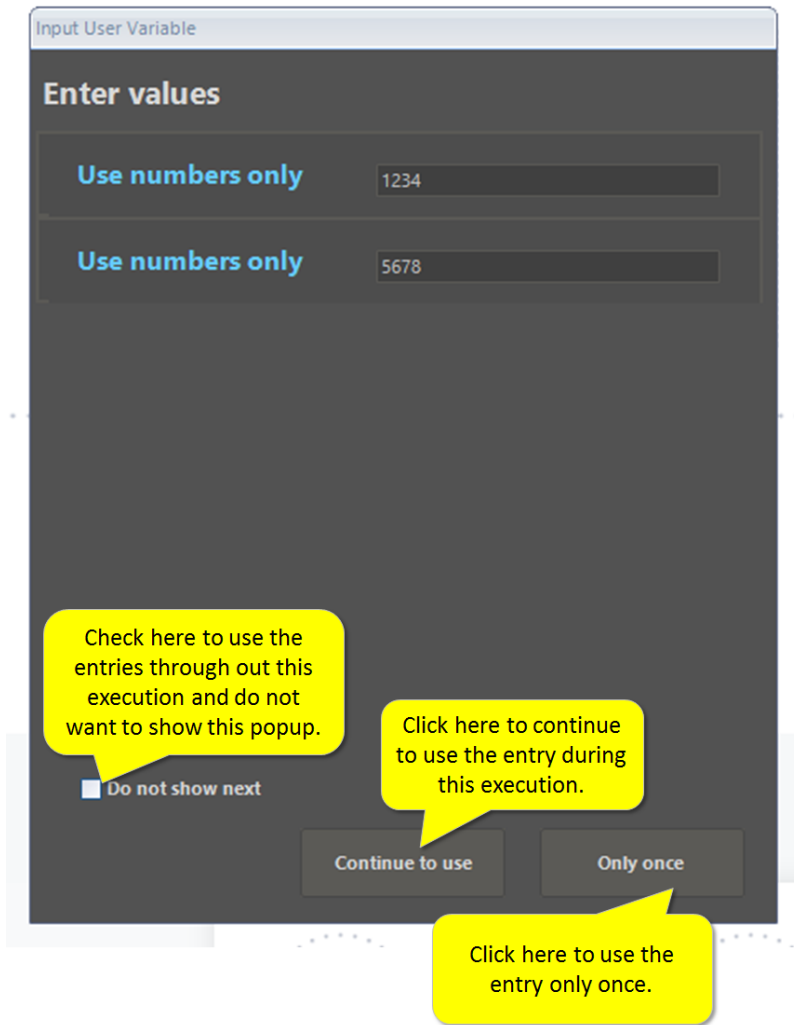 Input User Variable
Enter values
Use numbers only
1234
Use numbers only
5678
Check here to use the
entries through out this
execution and do not
want to show this popup.
Click here to continue
to use the entry during
this execution.
Do not show next
Continue to use
Only once
Click here to use the
entry only once.